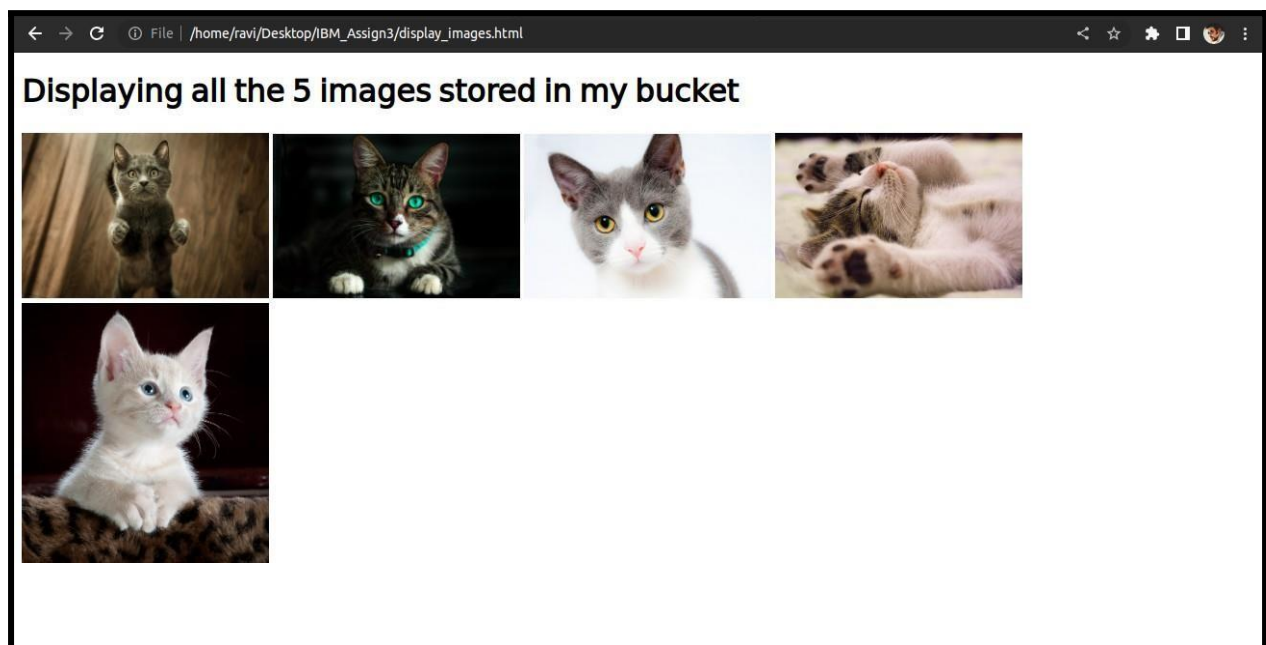 File | /home/ravi/Desktop/IBM_Assign3/display_images.html
Displaying all the 5 images stored in my bucket